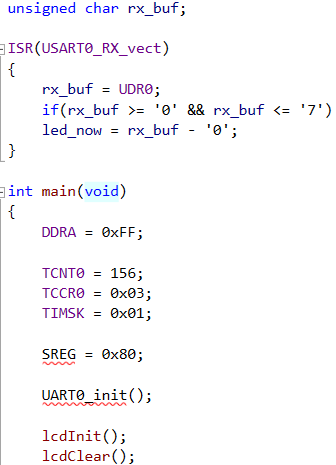 unsigned char rx_buf;
ISR(USART0_RX_vect)
{
rx_buf = UDR0;
if(rx_buf >= '0' && rx_buf <= '7')
led_now = rx_buf - '0';
}
int main(void)
{
DDRA = 0xFF;
TCNT0 = 156;
TCCR0 = 0x03;
TIMSK = 0x01;
SREG = 0x80;
UART0_init();
lcdInit();
lcdClear();